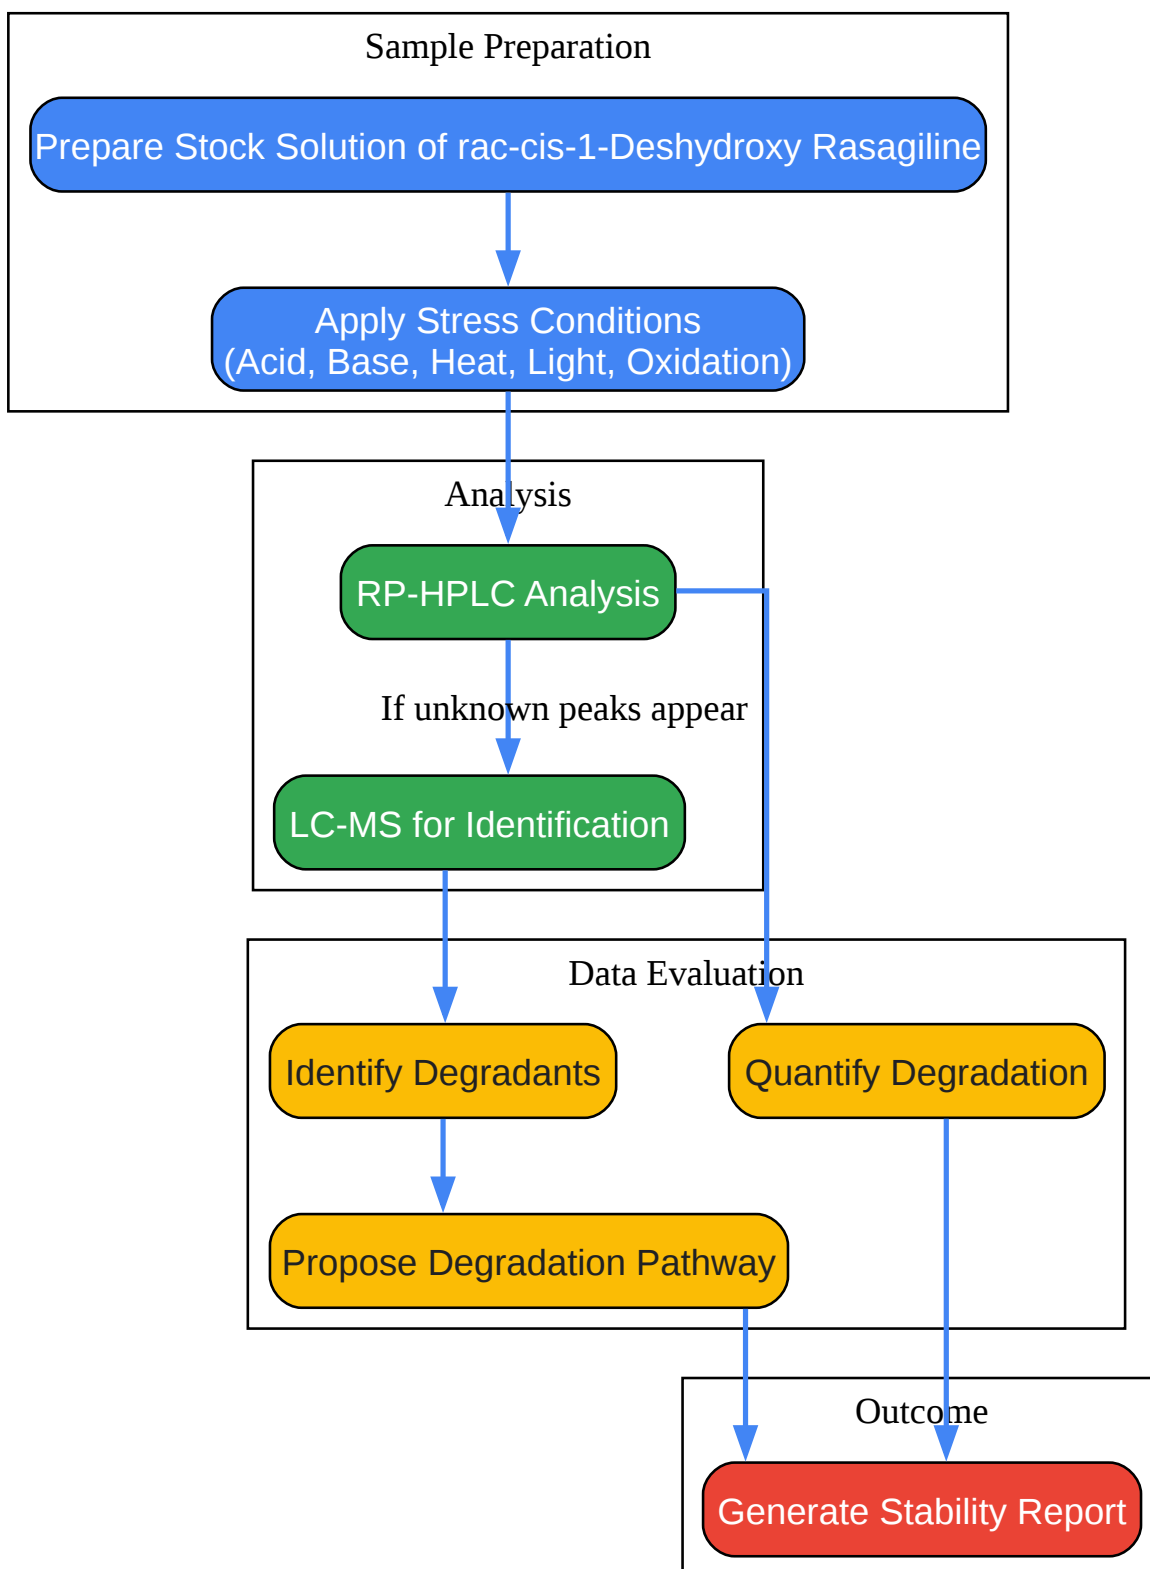 Sample Preparation
Prepare Stock Solution of rac-cis-1-Deshydroxy Rasagiline
Apply Stress Conditions
(Acid, Base, Heat, Light, Oxidation)
Analysis
RP-HPLC Analysis
If unknown peaks appear
LC-MS for Identification
Data Evaluation
Identify Degradants
Quantify Degradation
Propose Degradation Pathway
Outcome
Generate Stability Report